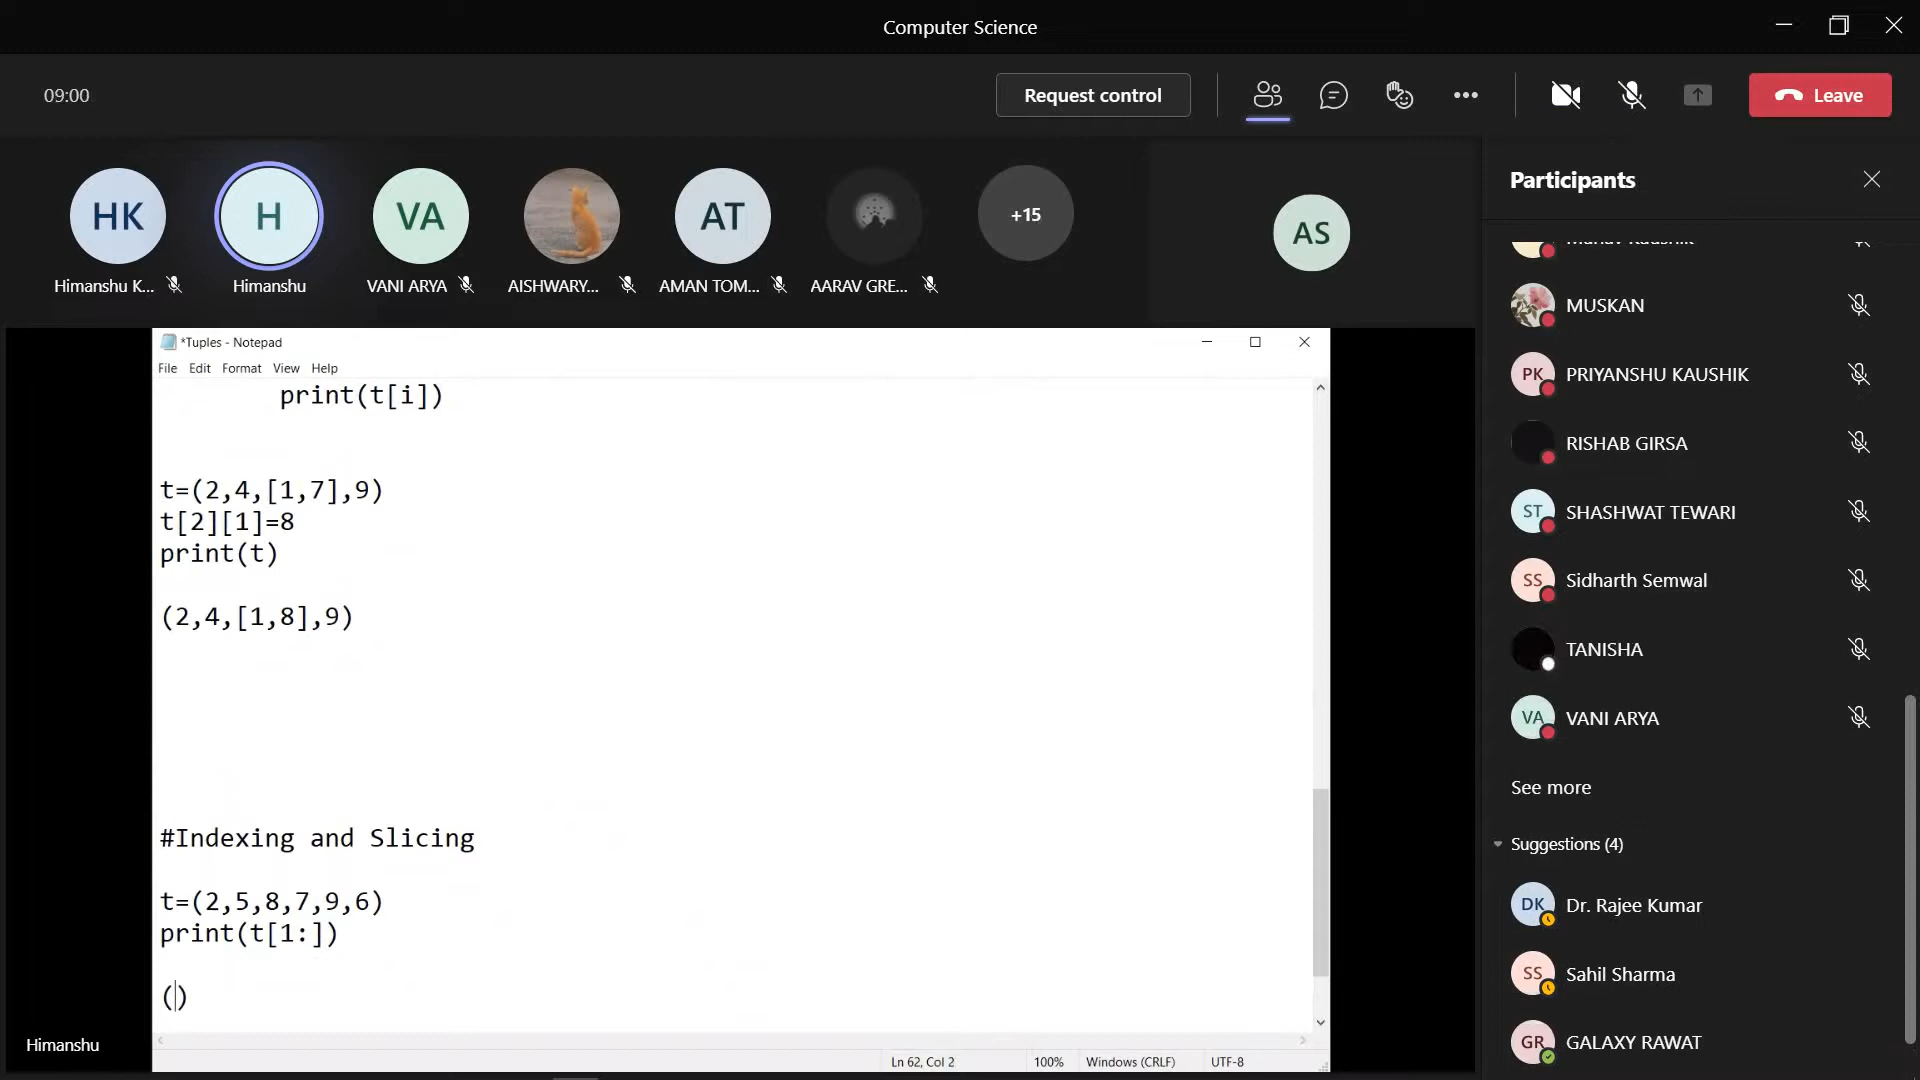 Computer Science
09:00
Request control
Leave
HK
H
VA
AT
+15
AS
Himanshu K...
Himanshu
VANI ARYA
AISHWARY...
AMAN TOM...
AARAV GRE...
*Tuples - Notepad
File Edit Format View Help
print(t[i])
t=(2,4,[1,7],9)
t[2][1]=8
print(t)
(2,4,[1,8],9)
#Indexing and Slicing
t=(2,5,8,7,9,6)
print(t[1:])
()
Ln 62, Col 2
100%
Windows (CRLF)
UTF-8
Himanshu
Participants
MUSKAN
PK PRIYANSHU KAUSHIK
RISHAB GIRSA
ST SHASHWAT TEWARI
SS Sidharth Semwal
TANISHA
VA VANI ARYA
See more
Suggestions (4)
DK Dr. Rajee Kumar
SS Sahil Sharma
GR GALAXY RAWAT